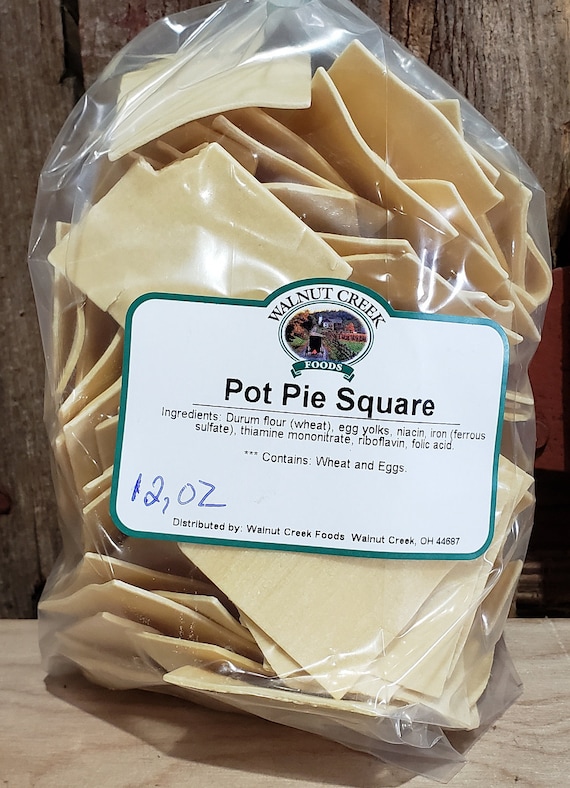 WALNUT CREEK
FOODS
Pot Pie Square
Ingredients: Durum flour (wheat), egg yolks, niacin, iron (ferrous
sulfate), thiamine mononitrate, riboflavin, folic acid.
*** Contains: Wheat and Eggs.
12,OZ
Distributed by: Walnut Creek Foods Walnut Creek, OH 44687